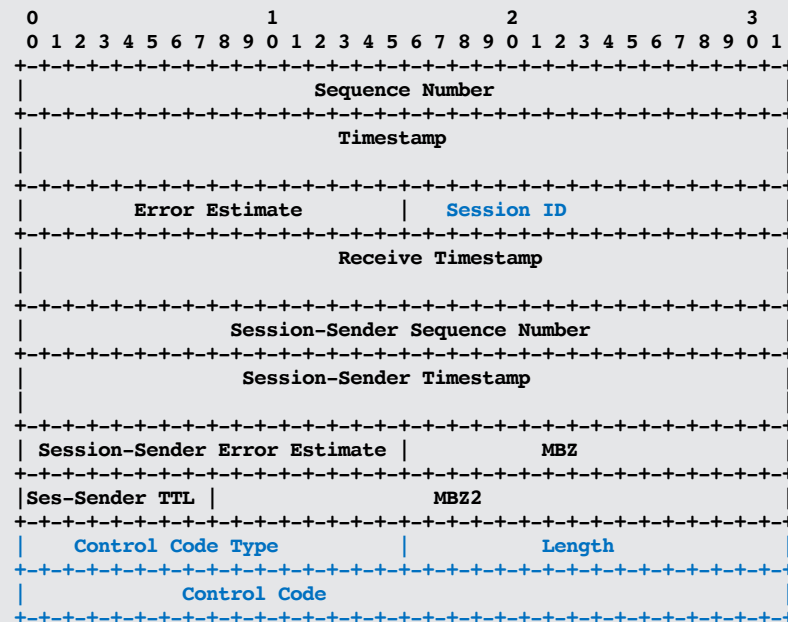 0                   1                   2                   3
 0 1 2 3 4 5 6 7 8 9 0 1 2 3 4 5 6 7 8 9 0 1 2 3 4 5 6 7 8 9 0 1
+-+-+-+-+-+-+-+-+-+-+-+-+-+-+-+-+-+-+-+-+-+-+-+-+-+-+-+-+-+-+-+-+
|                        Sequence Number                        |
+-+-+-+-+-+-+-+-+-+-+-+-+-+-+-+-+-+-+-+-+-+-+-+-+-+-+-+-+-+-+-+-+
|                          Timestamp                            |
|                                                               |
+-+-+-+-+-+-+-+-+-+-+-+-+-+-+-+-+-+-+-+-+-+-+-+-+-+-+-+-+-+-+-+-+
|         Error Estimate        |   Session ID                  |
+-+-+-+-+-+-+-+-+-+-+-+-+-+-+-+-+-+-+-+-+-+-+-+-+-+-+-+-+-+-+-+-+
|                          Receive Timestamp                    |
|                                                               |
+-+-+-+-+-+-+-+-+-+-+-+-+-+-+-+-+-+-+-+-+-+-+-+-+-+-+-+-+-+-+-+-+
|                 Session-Sender Sequence Number                |
+-+-+-+-+-+-+-+-+-+-+-+-+-+-+-+-+-+-+-+-+-+-+-+-+-+-+-+-+-+-+-+-+
|                  Session-Sender Timestamp                     |
|                                                               |
+-+-+-+-+-+-+-+-+-+-+-+-+-+-+-+-+-+-+-+-+-+-+-+-+-+-+-+-+-+-+-+-+
| Session-Sender Error Estimate |           MBZ                 |
+-+-+-+-+-+-+-+-+-+-+-+-+-+-+-+-+-+-+-+-+-+-+-+-+-+-+-+-+-+-+-+-+
|Ses-Sender TTL |                  MBZ2                         |
+-+-+-+-+-+-+-+-+-+-+-+-+-+-+-+-+-+-+-+-+-+-+-+-+-+-+-+-+-+-+-+-+
|    Control Code Type          |           Length              |
+-+-+-+-+-+-+-+-+-+-+-+-+-+-+-+-+-+-+-+-+-+-+-+-+-+-+-+-+-+-+-+-+
|             Control Code                                      |
+-+-+-+-+-+-+-+-+-+-+-+-+-+-+-+-+-+-+-+-+-+-+-+-+-+-+-+-+-+-+-+-+